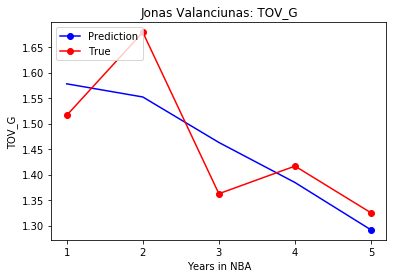 Jonas Valanciunas: TOV_G
Prediction
True
1.65
1.60
1.55
1.50
1.45
1.40
1.35
1.30
TOV_G
1 2 3 4 5
Years in NBA